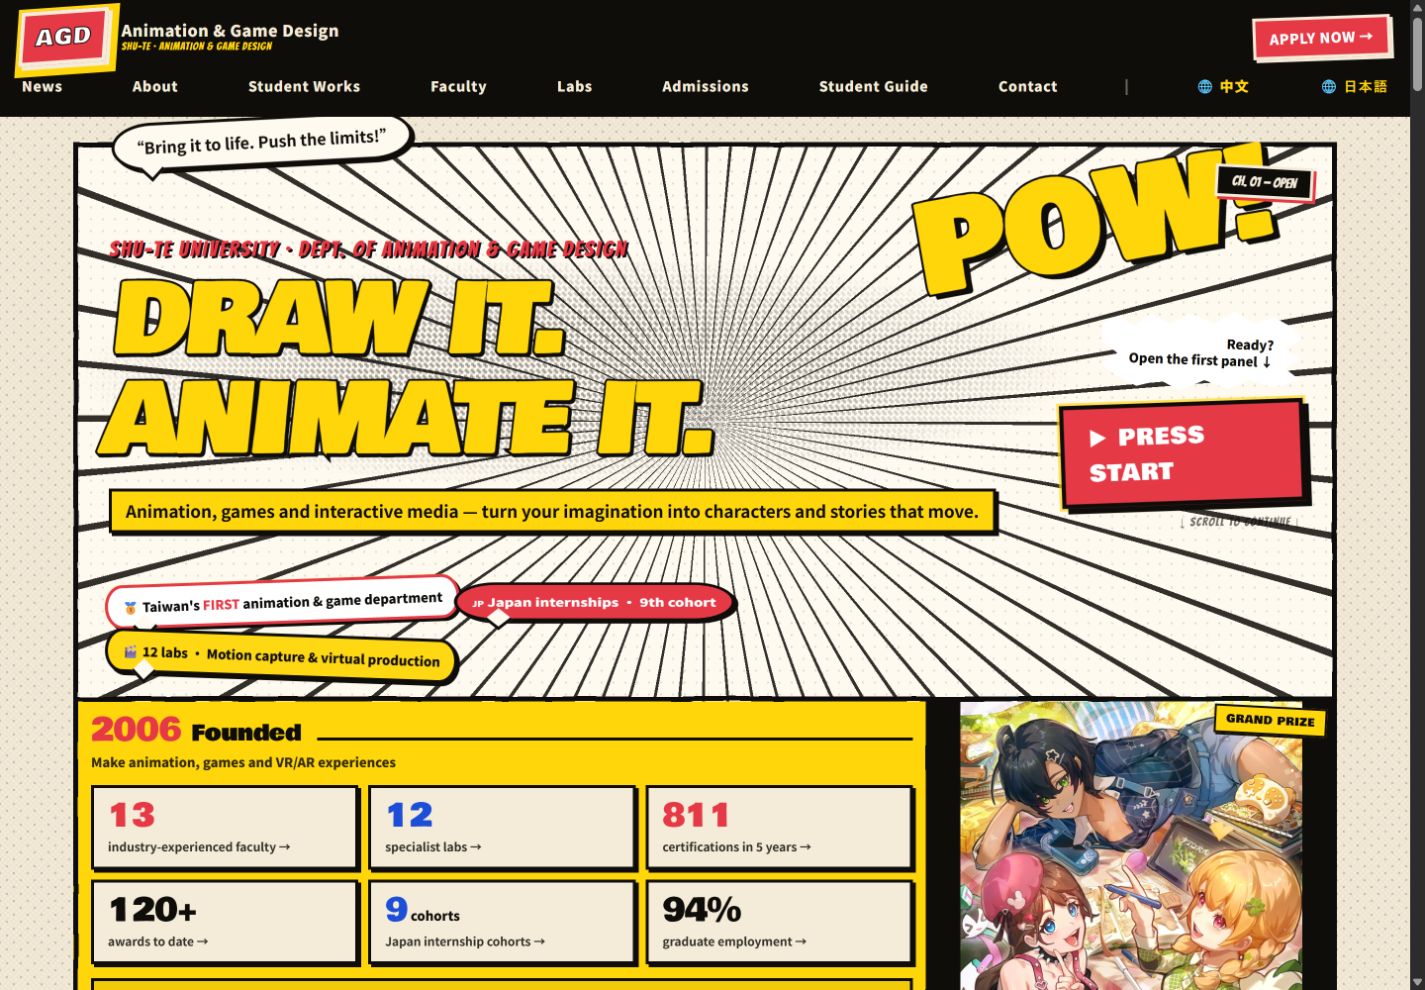 AGD
Animation & Game Design
SHU-TE · ANIMATION & GAME DESIGN
APPLY NOW →
News
About
Student Works
Faculty
Labs
Admissions
Student Guide
Contact
|
🌐 中文
🌐 日本語
“Bring it to life. Push the limits!”
POW!
CH. 01 — OPEN
SHU-TE UNIVERSITY · DEPT. OF ANIMATION & GAME DESIGN
DRAW IT.
ANIMATE IT.
Ready?
Open the first panel ↓
▶ PRESS
START
↓ SCROLL TO CONTINUE ↓
Animation, games and interactive media — turn your imagination into characters and stories that move.
🏅 Taiwan's FIRST animation & game department
JP Japan internships · 9th cohort
🎬 12 labs · Motion capture & virtual production
2006 Founded
Make animation, games and VR/AR experiences
GRAND PRIZE
13
industry-experienced faculty →
12
specialist labs →
811
certifications in 5 years →
120+
awards to date →
9 cohorts
Japan internship cohorts →
94%
graduate employment →